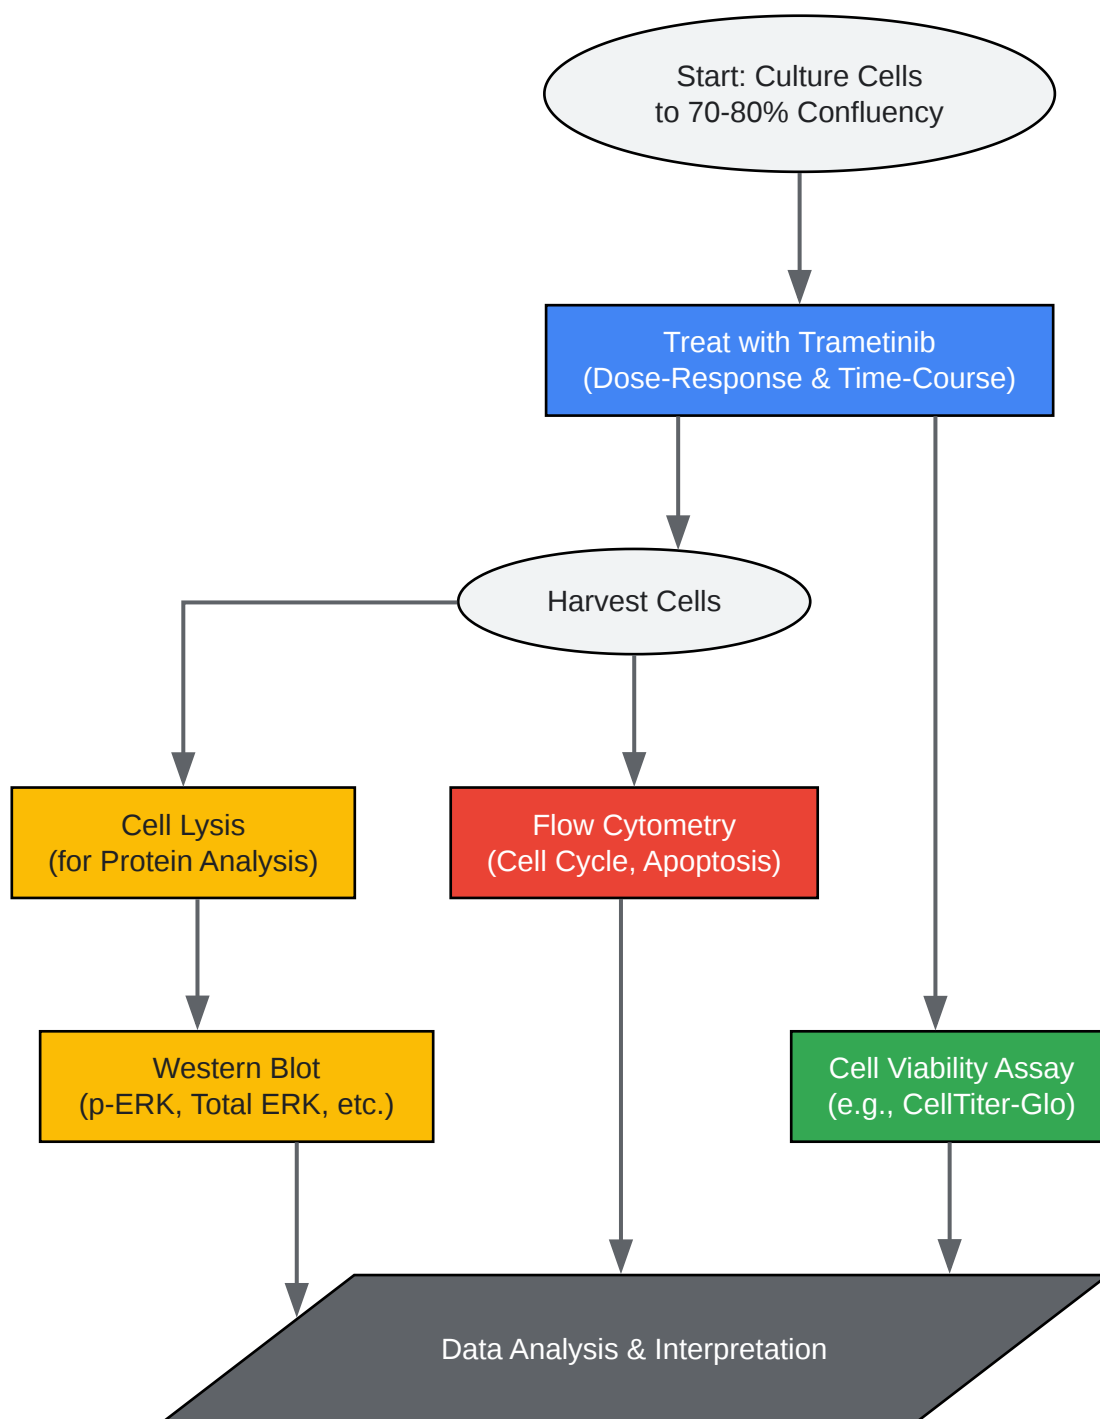 Start: Culture Cells
to 70-80% Confluency
Treat with Trametinib
(Dose-Response & Time-Course)
Harvest Cells
Cell Lysis
(for Protein Analysis)
Flow Cytometry
(Cell Cycle, Apoptosis)
Western Blot
(p-ERK, Total ERK, etc.)
Cell Viability Assay
(e.g., CellTiter-Glo)
Data Analysis & Interpretation